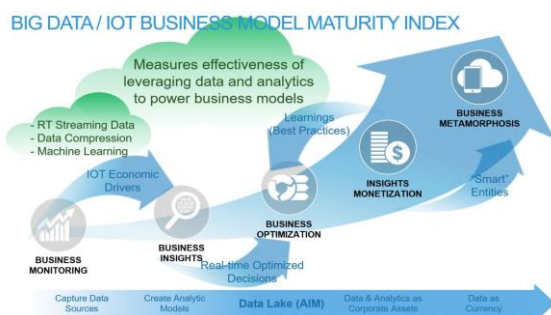 BIG DATA / IOT BUSINESS MODEL MATURITY INDEX
Measures effectiveness of
leveraging data and analytics
to power business models
- RT Streaming Data
- Data Compression
- Machine Learning
IOT Economic
Drivers
Learnings
(Best Practices)
BUSINESS
METAMORPHOSIS
INSIGHTS
MONETIZATION
"Smart"
Entities
BUSINESS
OPTIMIZATION
BUSINESS
INSIGHTS
BUSINESS
MONITORING
Real-time Optimized
Decisions
Capture Data
Sources
Create Analytic
Models
Data Lake (AIM)
Data & Analytics as
Corporate Assets
Data as
Currency